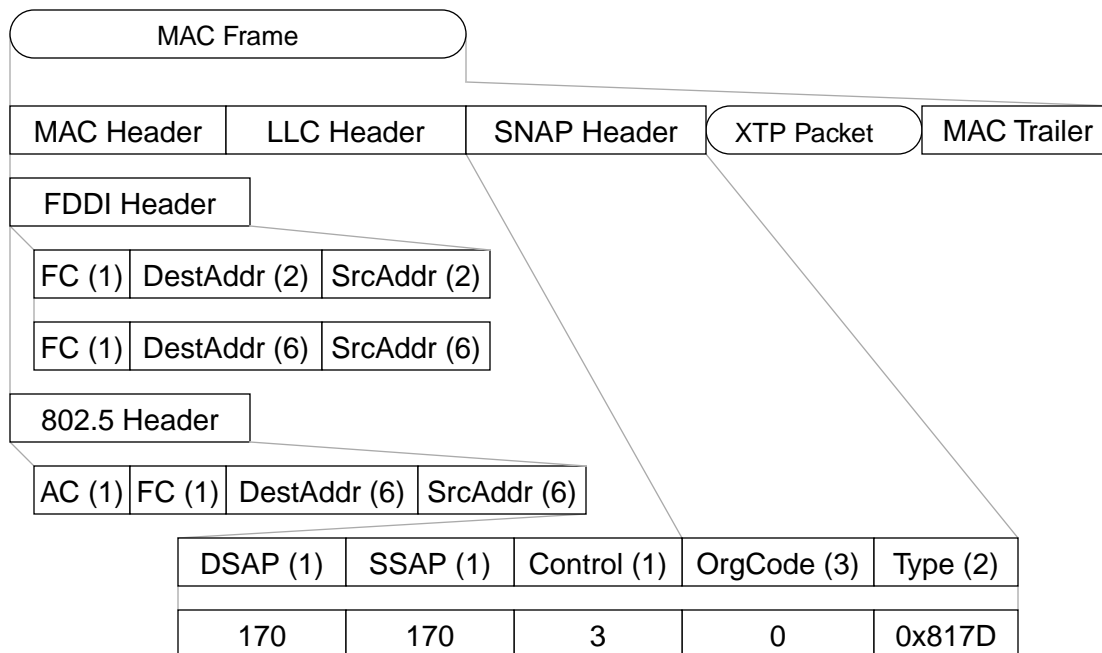 MAC Frame
MAC Header LLC Header SNAP Header XTP Packet MAC Trailer
FDDI Header
FC (1) DestAddr (2) SrcAddr (2)
FC (1) DestAddr (6) SrcAddr (6)
802.5 Header
AC (1) FC (1) DestAddr (6) SrcAddr (6)
DSAP (1) SSAP (1) Control (1) OrgCode (3) Type (2)
170 170 3 0 0x817D